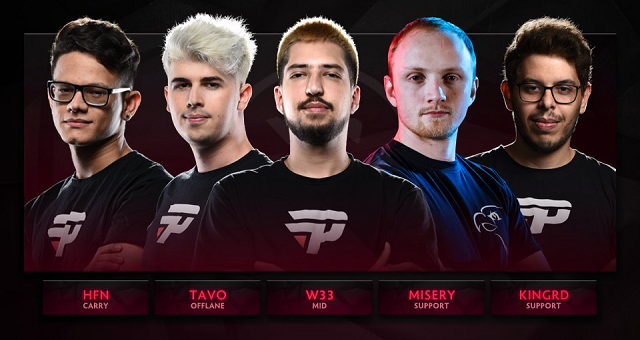 HFN
CARRY
TAVO
OFFLANE
W33
MID
MISERY
SUPPORT
KINGRD
SUPPORT